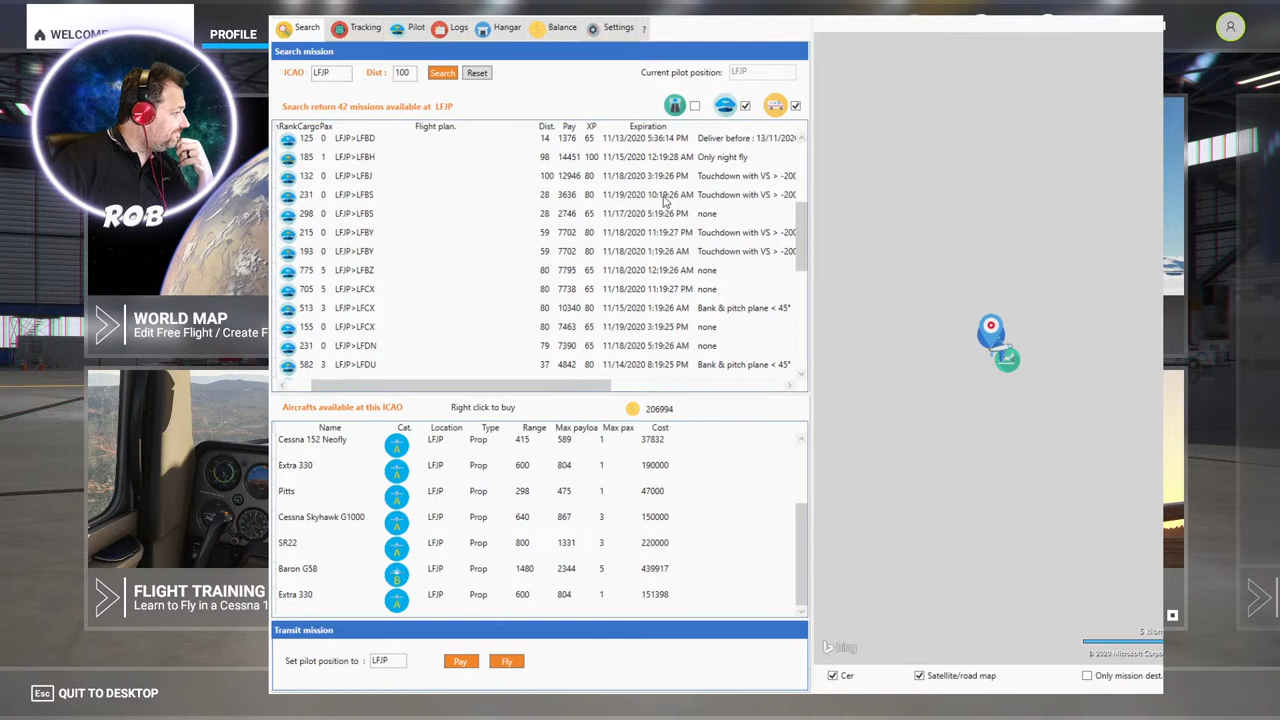 WELCOME
PROFILE
ROB
WORLD MAP
Edit Free Flight / Create F
FLIGHT TRAINING
Learn to Fly in a Cessna 1
Esc QUIT TO DESKTOP
Search Tracking Pilot Logs Hangar Balance Settings ?
Search mission
ICAO LFJP Dist : 100 Search Reset Current pilot position: LFJP
Search return 42 missions available at LFJP
Rank Cargo Pax Flight plan. Dist. Pay XP Expiration
125 0 LFJP>LFBD 14 1376 65 11/13/2020 5:36:14 PM Deliver before : 13/11/202
185 1 LFJP>LFBH 98 14451 100 11/15/2020 12:19:28 AM Only night fly
132 0 LFJP>LFBJ 100 12946 80 11/18/2020 3:19:26 PM Touchdown with VS > -200
231 0 LFJP>LFBS 28 3636 80 11/19/2020 10:19:26 AM Touchdown with VS > -200
298 0 LFJP>LFBS 28 2746 65 11/17/2020 5:19:26 PM none
215 0 LFJP>LFBY 59 7702 80 11/18/2020 11:19:27 PM Touchdown with VS > -200
193 0 LFJP>LFBY 59 7702 80 11/18/2020 1:19:26 AM Touchdown with VS > -200
775 5 LFJP>LFBZ 80 7795 65 11/18/2020 12:19:26 AM none
705 5 LFJP>LFCX 80 7738 65 11/18/2020 11:19:27 PM none
513 3 LFJP>LFCX 80 10340 80 11/15/2020 1:19:26 AM Bank & pitch plane < 45°
155 0 LFJP>LFCX 80 7463 65 11/19/2020 3:19:25 PM none
231 0 LFJP>LFDN 79 7390 65 11/18/2020 5:19:26 AM none
582 3 LFJP>LFDU 37 4842 80 11/14/2020 8:19:25 PM Bank & pitch plane < 45°
Aircrafts available at this ICAO Right click to buy 206994
Name Cat. Location Type Range Max payloa Max pax Cost
Cessna 152 Neofly A LFJP Prop 415 589 1 37832
Extra 330 A LFJP Prop 600 804 1 190000
Pitts A LFJP Prop 298 475 1 47000
Cessna Skyhawk G1000 A LFJP Prop 640 867 3 150000
SR22 A LFJP Prop 800 1331 3 220000
Baron G58 B LFJP Prop 1480 2344 5 439917
Extra 330 A LFJP Prop 600 804 1 151398
Transit mission
Set pilot position to : LFJP Pay Fly
bing
5 kilom
© 2020 Microsoft Corpo
Cer Satellite/road map Only mission dest.